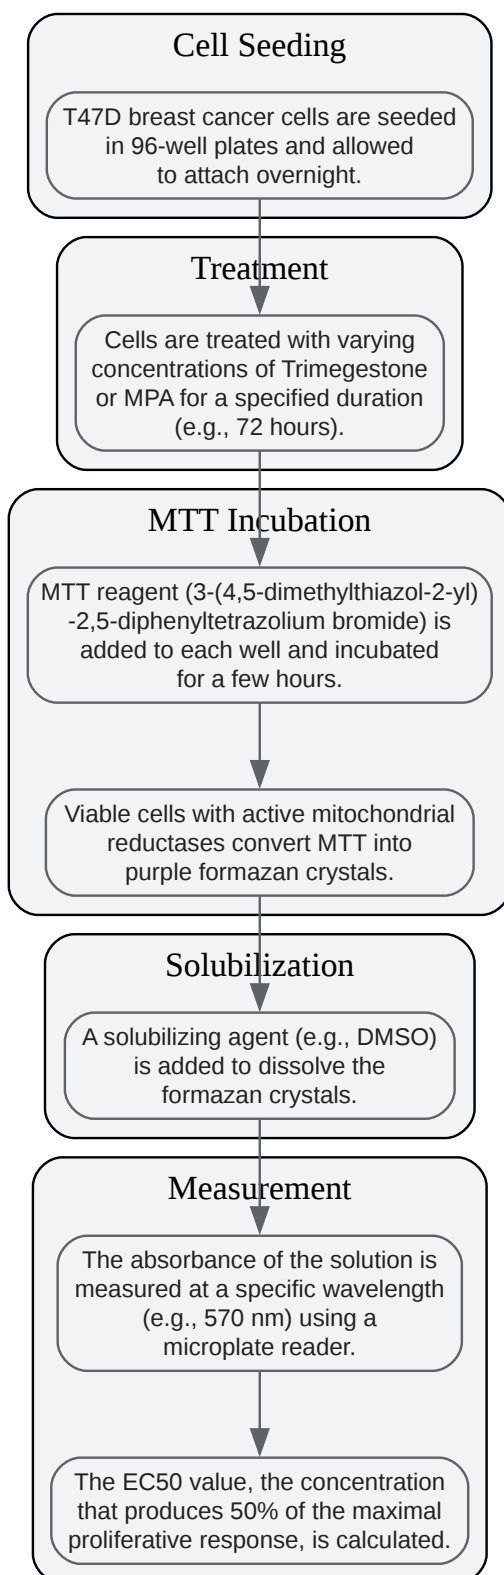 Cell Seeding
T47D breast cancer cells are seeded
in 96-well plates and allowed
to attach overnight.
Treatment
Cells are treated with varying
concentrations of Trimegestone
or MPA for a specified duration
(e.g., 72 hours).
MTT Incubation
MTT reagent (3-(4,5-dimethylthiazol-2-yl)
-2,5-diphenyltetrazolium bromide) is
added to each well and incubated
for a few hours.
Viable cells with active mitochondrial
reductases convert MTT into
purple formazan crystals.
Solubilization
A solubilizing agent (e.g., DMSO)
is added to dissolve the
formazan crystals.
Measurement
The absorbance of the solution is
measured at a specific wavelength
(e.g., 570 nm) using a
microplate reader.
The EC50 value, the concentration
that produces 50% of the maximal
proliferative response, is calculated.